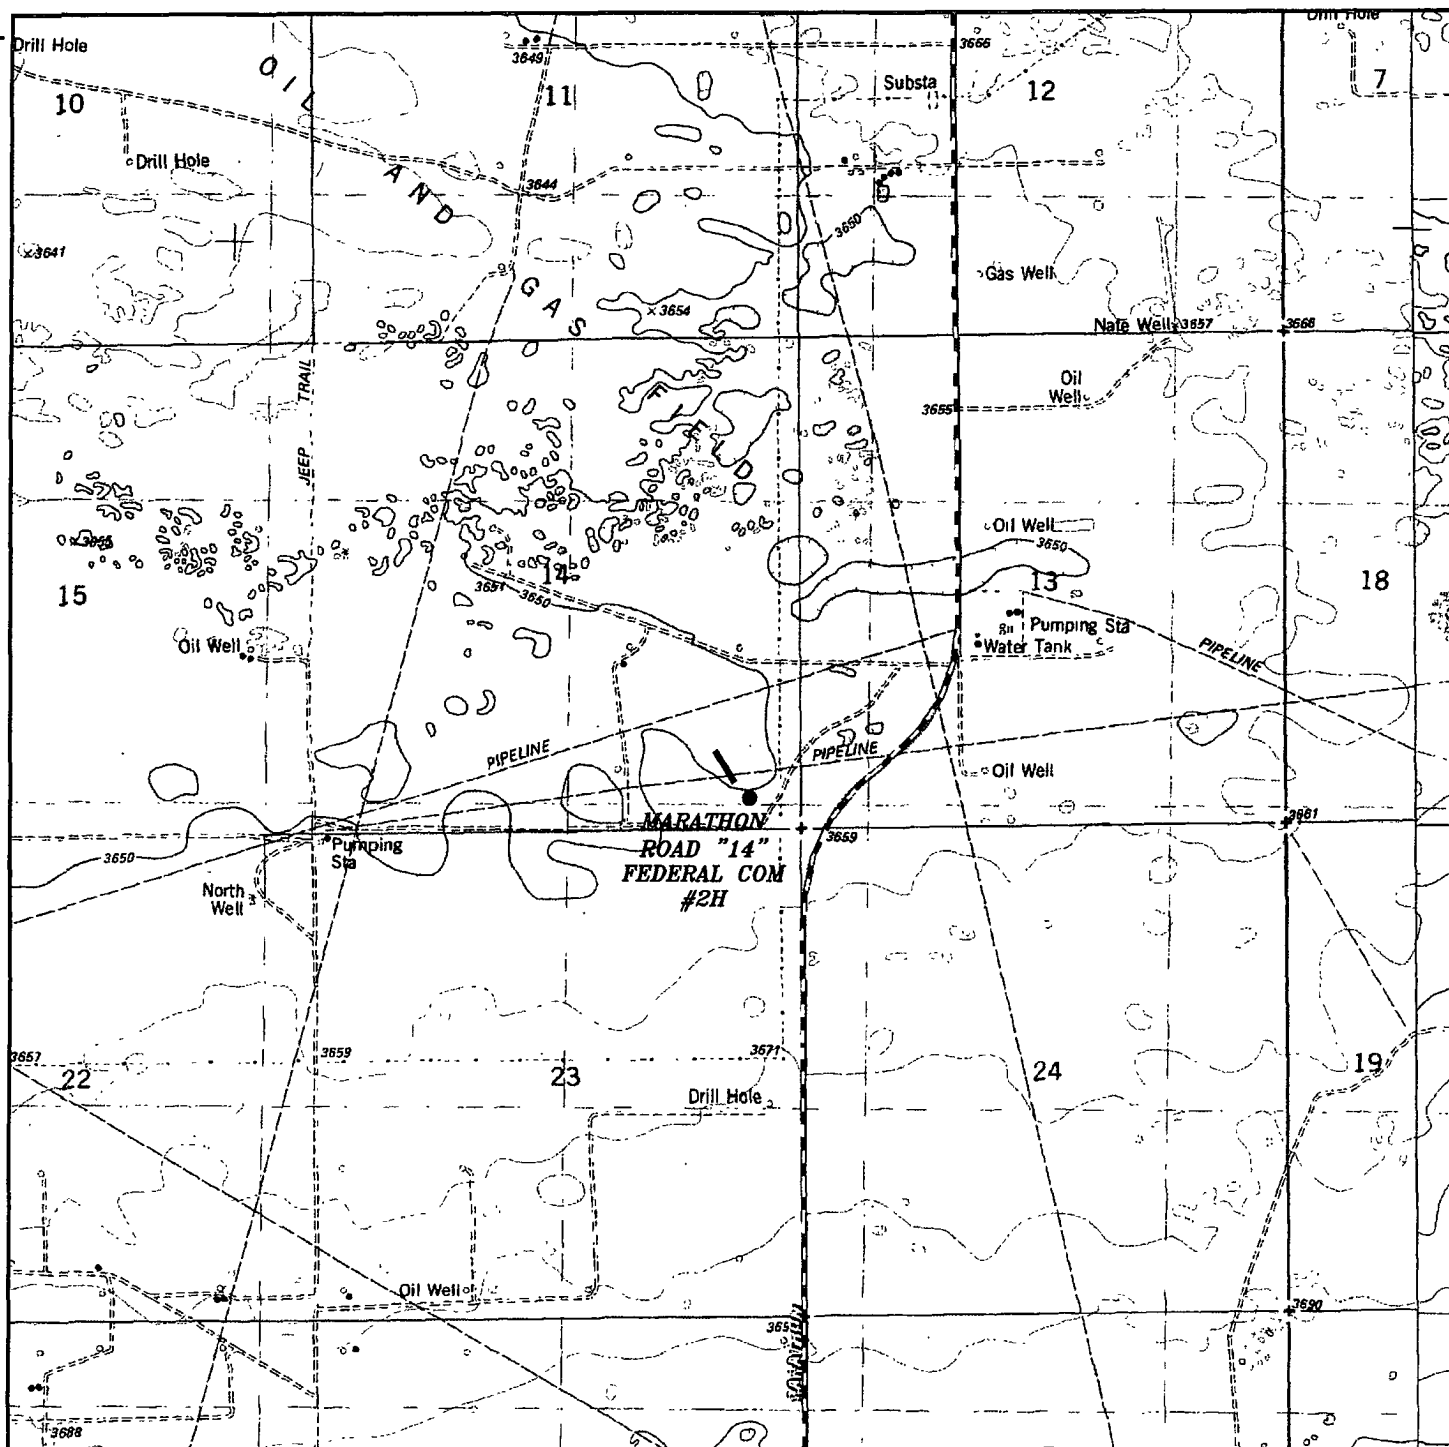 Drill Hole
Drill Hole
3649
3666
Substa
OIL AND GAS FIELD
10
11
12
7
Drill Hole
3644
3650
×3641
Gas Well
×3654
Nate Well
3657
3668
JEEP TRAIL
Oil
Well
3655
Oil Well
3650
×3655
15
14
13
18
3651
3650
Oil Well
Pumping Sta
Water Tank
PIPELINE
PIPELINE
PIPELINE
Oil Well
MARATHON
ROAD "14"
FEDERAL COM
#2H
3659
3661
3650
Pumping
Sta
North
Well
3657
3659
3671
22
23
24
19
Drill Hole
Oil Well
3690
3688